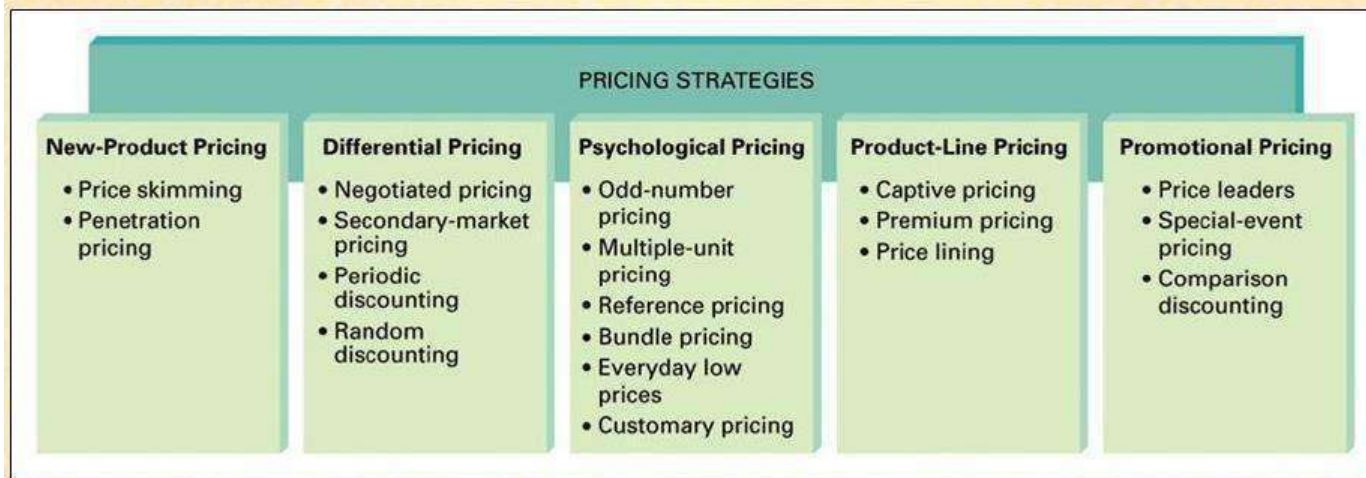 PRICING STRATEGIES
New-Product Pricing
• Price skimming
• Penetration
pricing
Differential Pricing
• Negotiated pricing
• Secondary-market
pricing
• Periodic
discounting
• Random
discounting
Psychological Pricing
• Odd-number
pricing
• Multiple-unit
pricing
• Reference pricing
• Bundle pricing
• Everyday low
prices
• Customary pricing
Product-Line Pricing
• Captive pricing
• Premium pricing
• Price lining
Promotional Pricing
• Price leaders
• Special-event
pricing
• Comparison
discounting